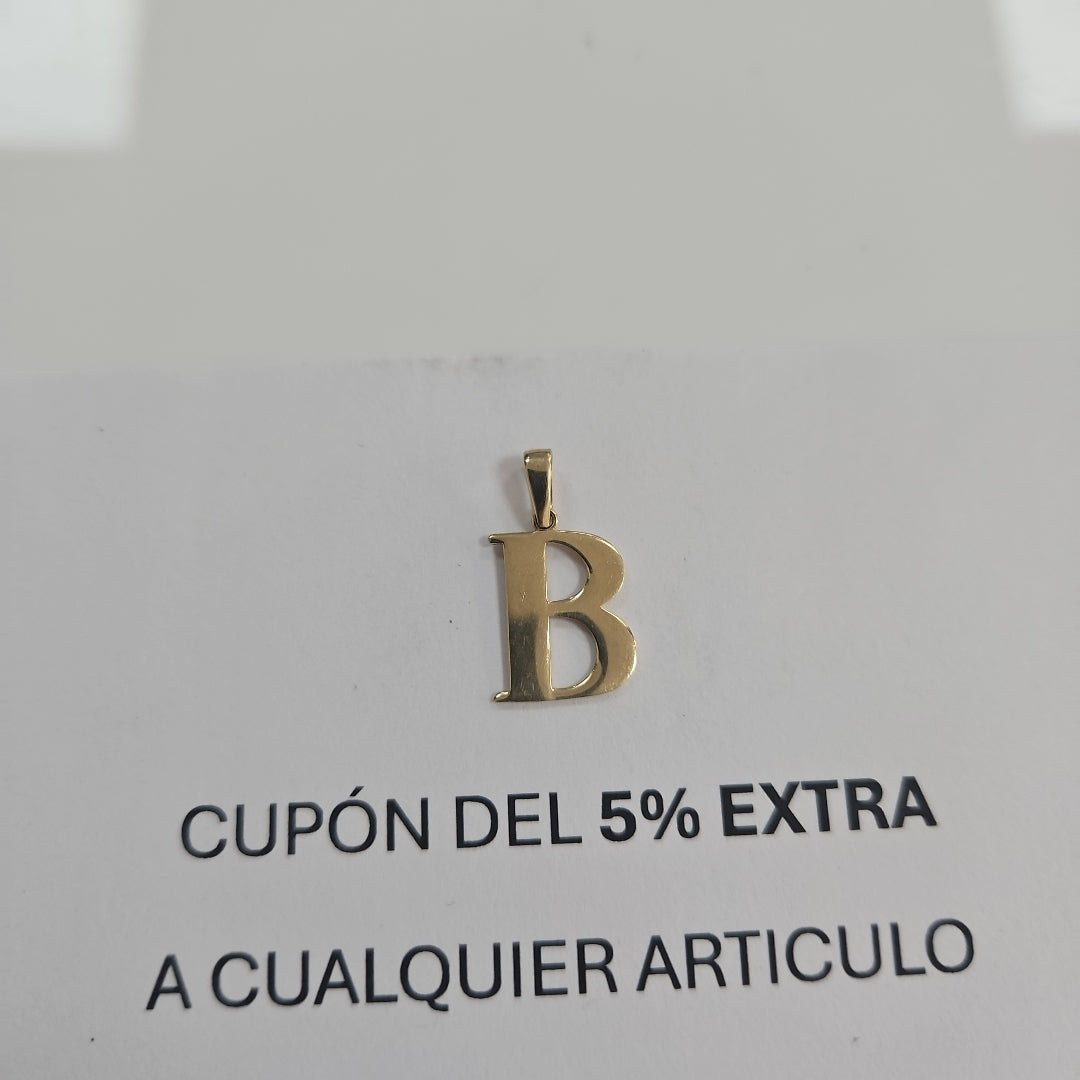 B
CUPÓN DEL 5% EXTRA
A CUALQUIER ARTICULO